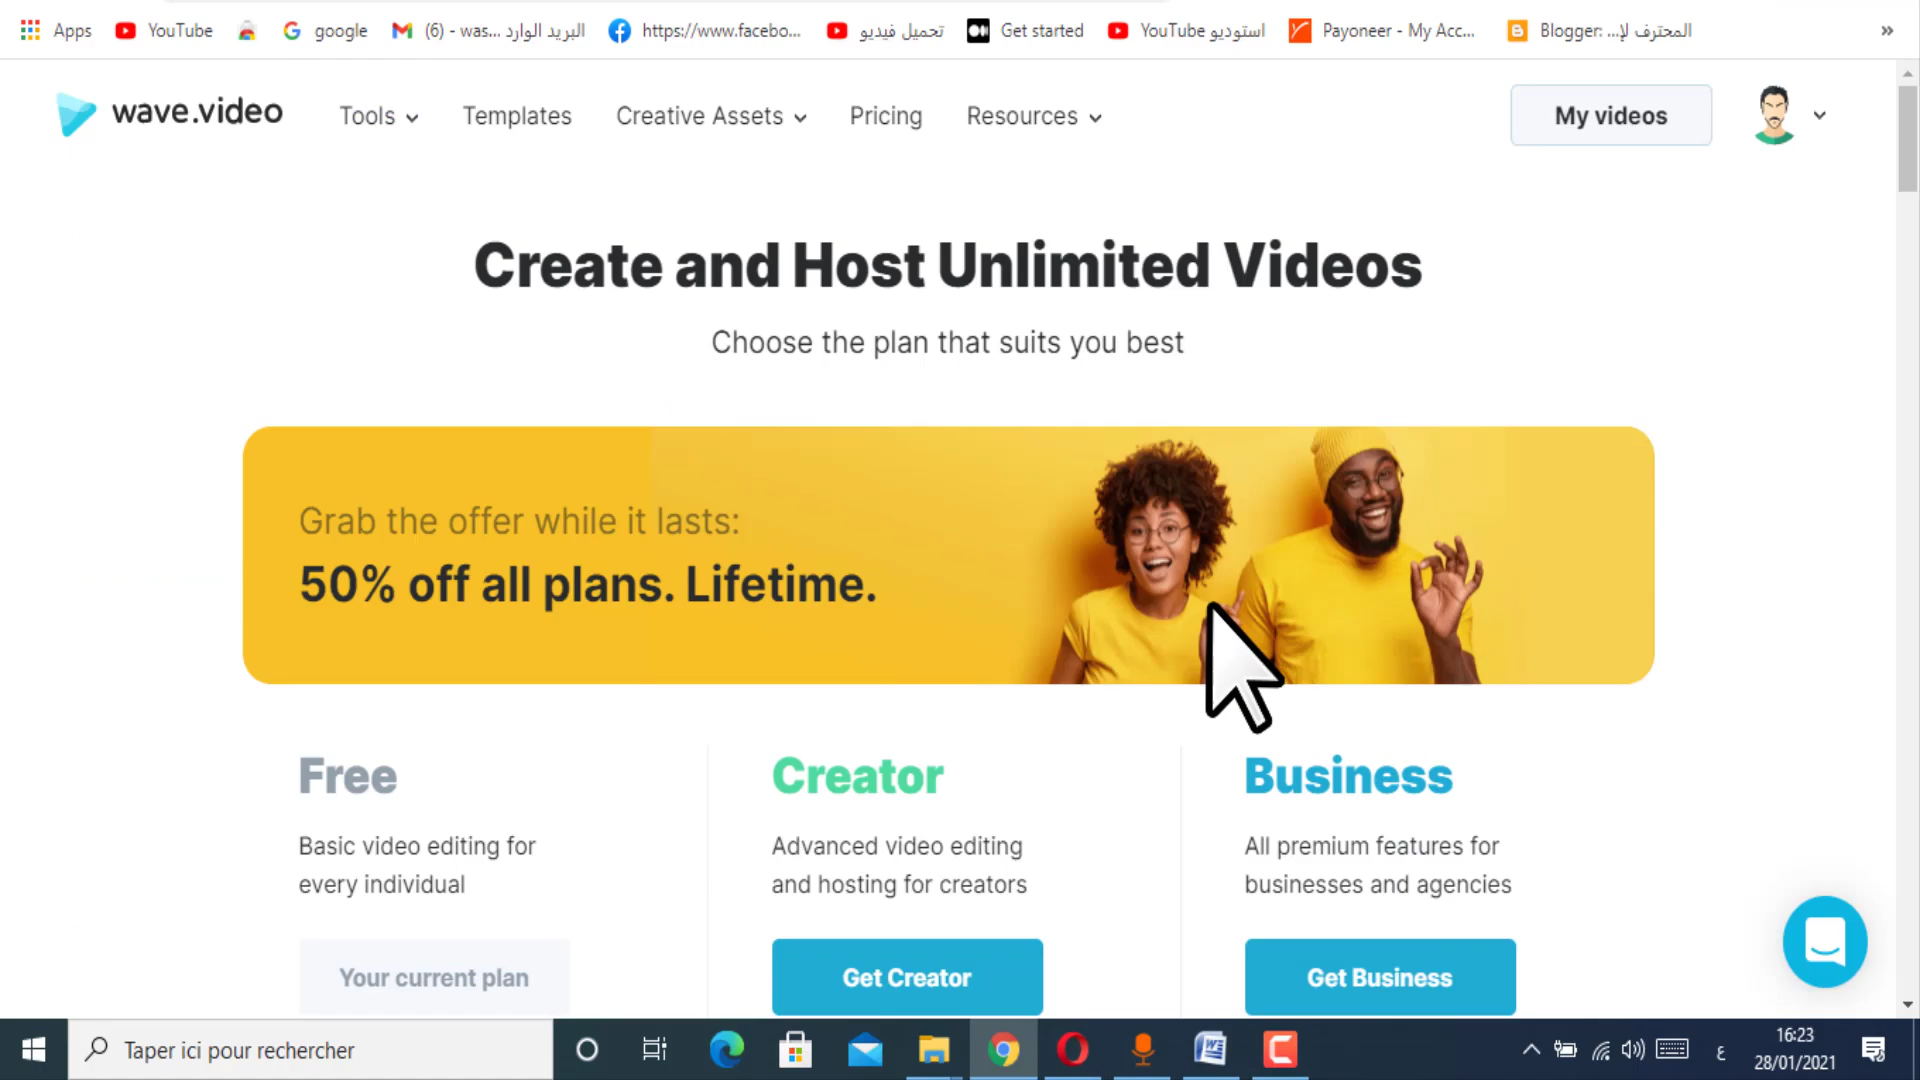 Apps YouTube google (6) - was... البريد الوارد https://www.facebo... تحميل فيديو Get started YouTube استوديو Payoneer - My Acc... Blogger: ...المحترف لإ »
wave.video Tools Templates Creative Assets Pricing Resources My videos
Create and Host Unlimited Videos
Choose the plan that suits you best
Grab the offer while it lasts:
50% off all plans. Lifetime.
Free Creator Business
Basic video editing for Advanced video editing All premium features for
every individual and hosting for creators businesses and agencies
Your current plan Get Creator Get Business
Taper ici pour rechercher ع 16:23
28/01/2021